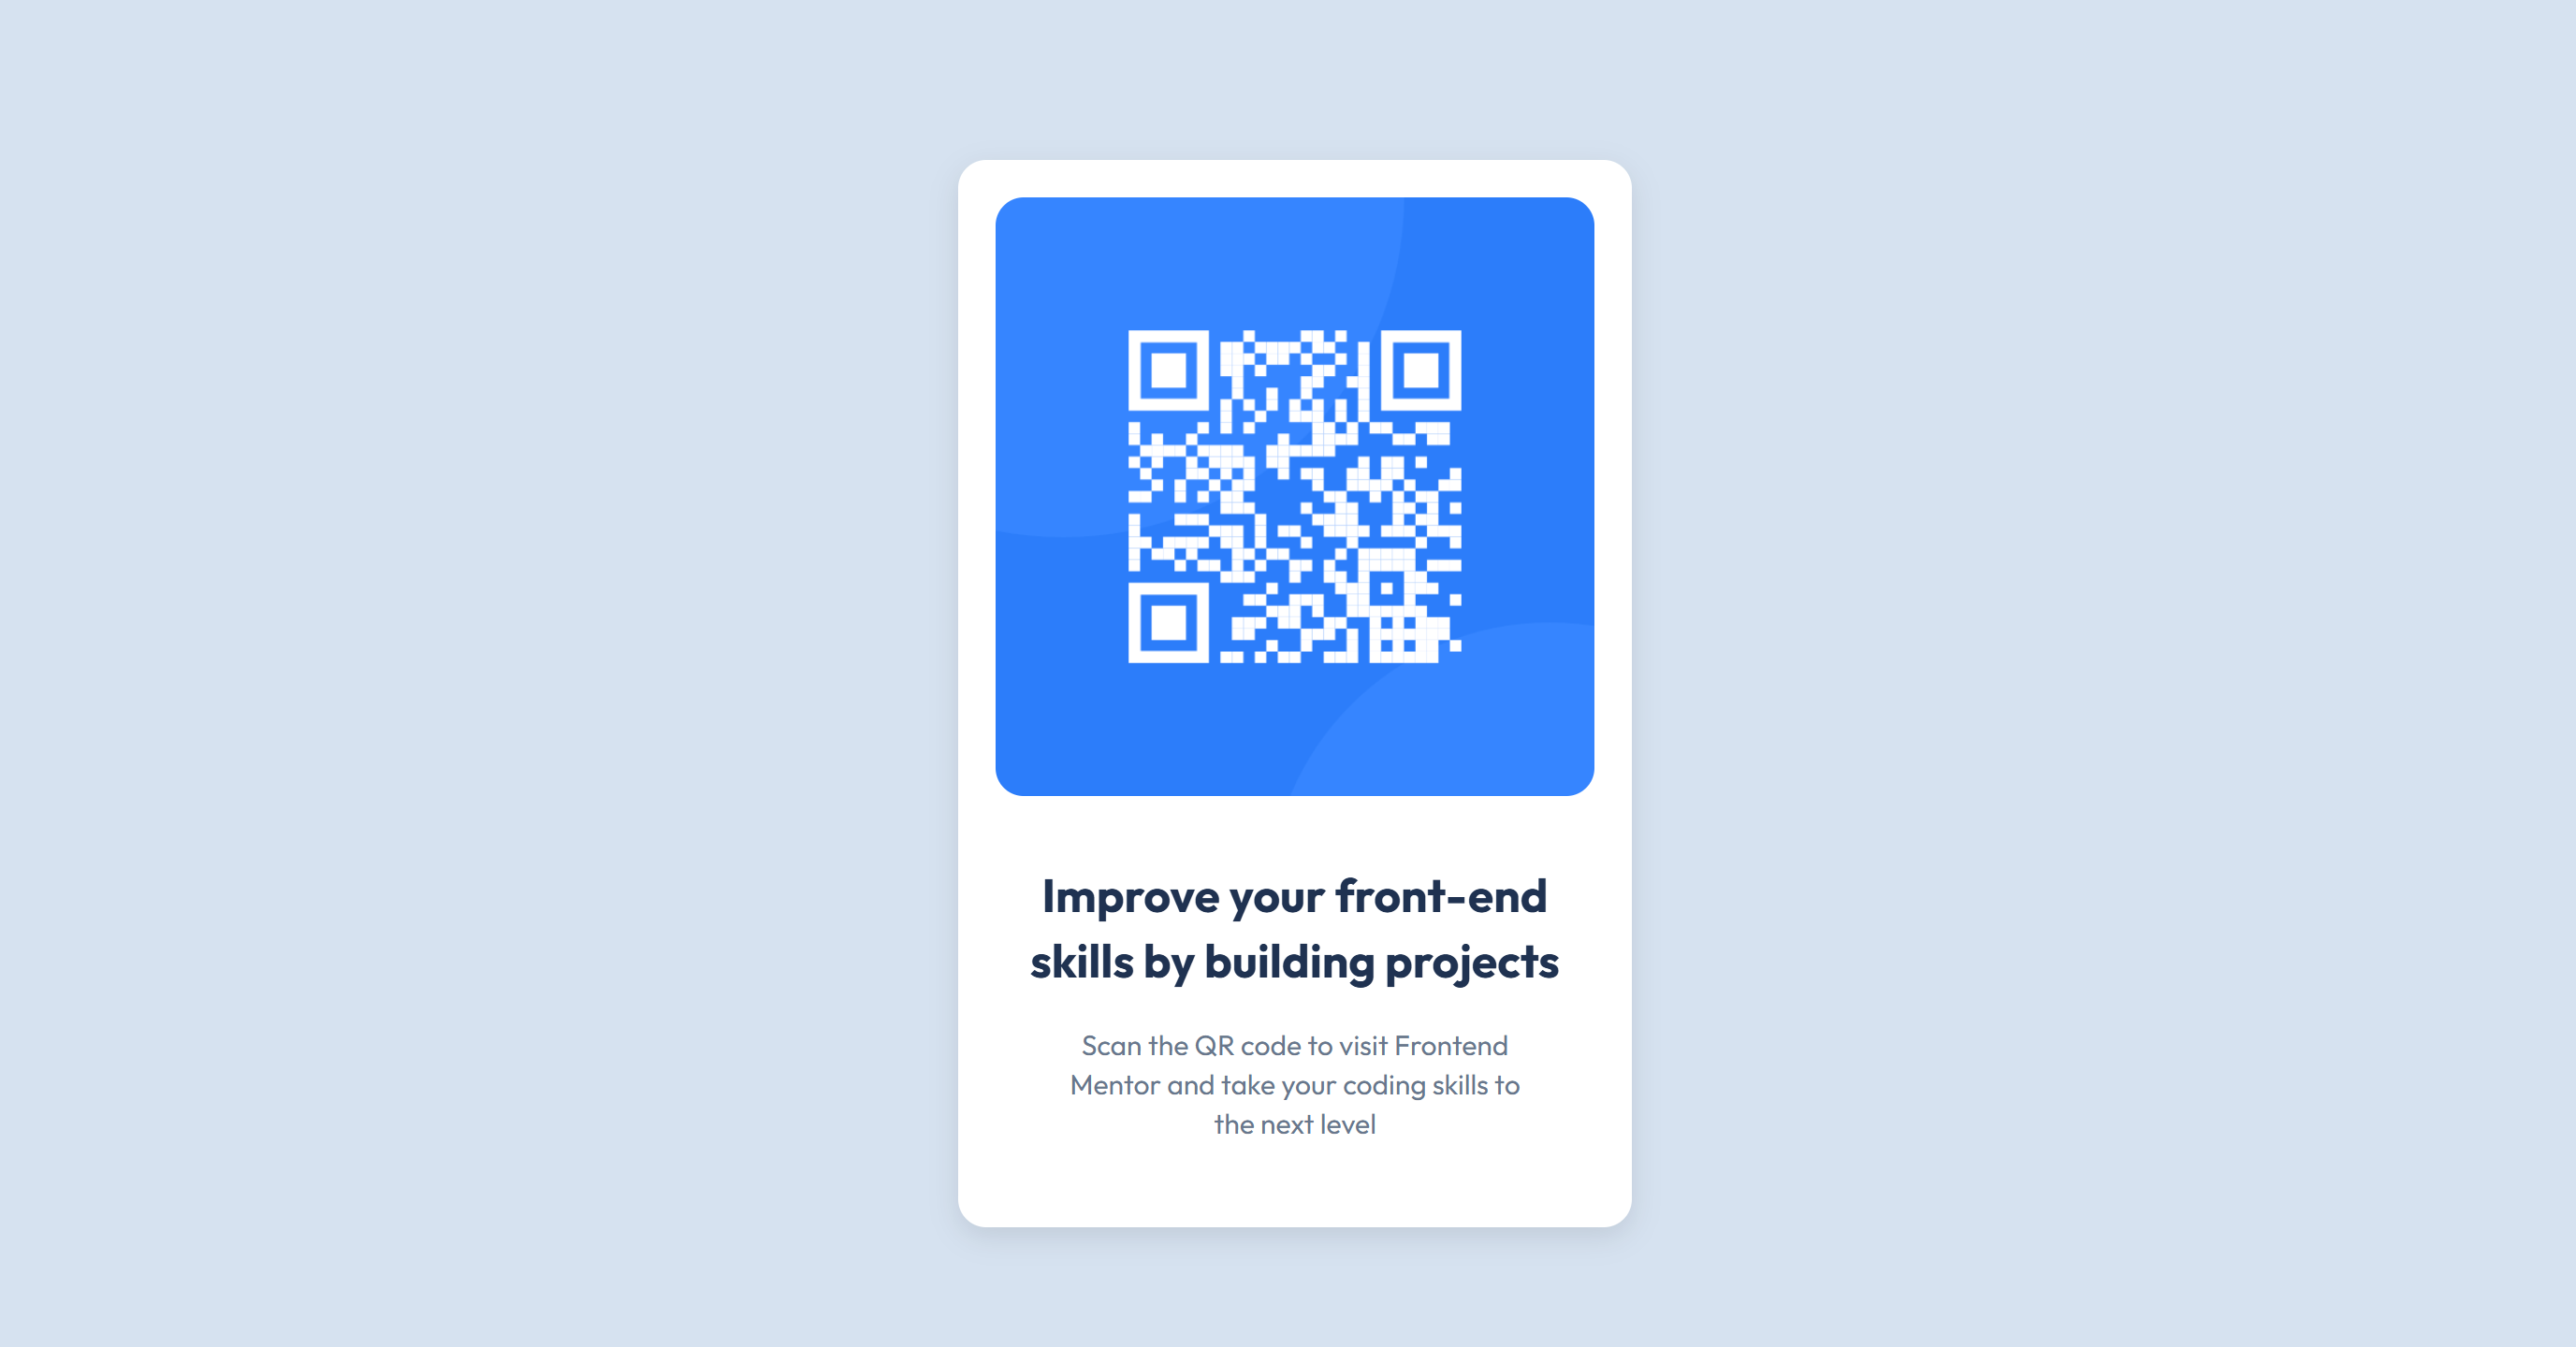 Improve your front-end
skills by building projects
Scan the QR code to visit Frontend
Mentor and take your coding skills to
the next level